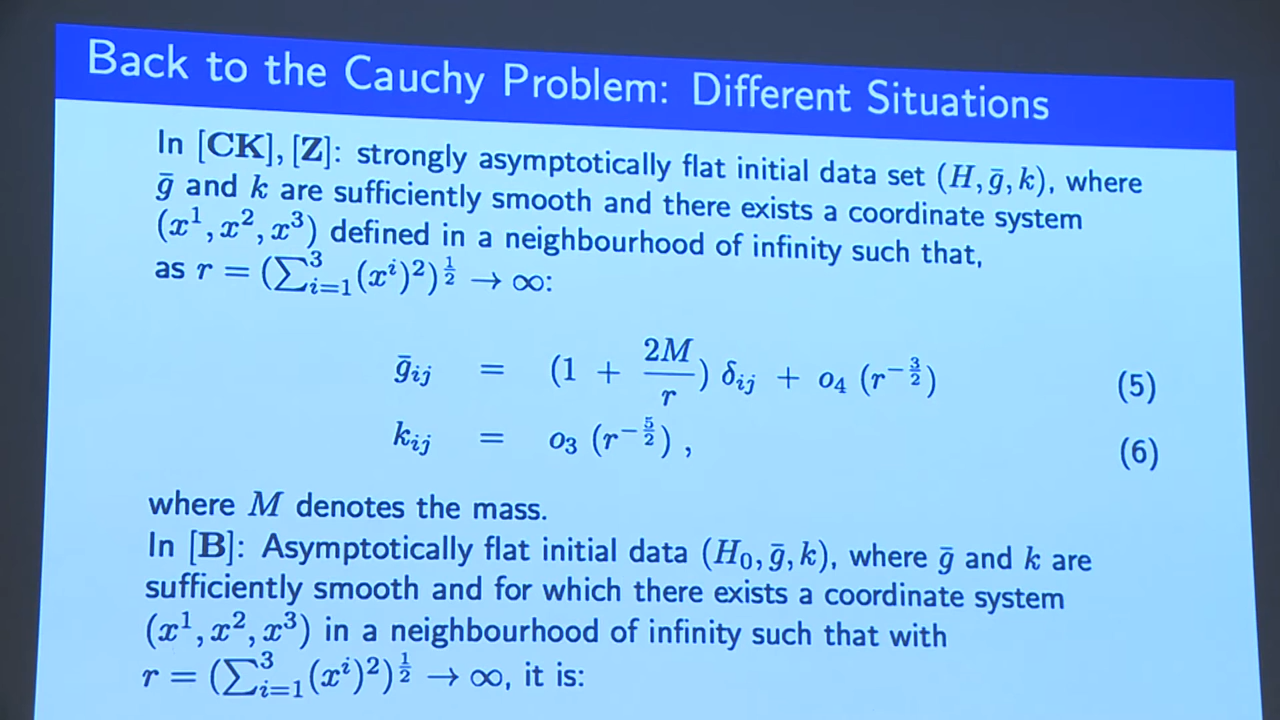 Back to the Cauchy Problem: Different Situations
In [CK], [Z]: strongly asymptotically flat initial data set (H, ḡ, k), where
ḡ and k are sufficiently smooth and there exists a coordinate system
(x¹, x², x³) defined in a neighbourhood of infinity such that,
as r = (∑³ᵢ₌₁(xⁱ)²)^{1/2} → ∞:
ḡᵢⱼ = (1 + 2M/r) δᵢⱼ + o₄ (r^{-3/2}) (5)
kᵢⱼ = o₃ (r^{-5/2}) , (6)
where M denotes the mass.
In [B]: Asymptotically flat initial data (H₀, ḡ, k), where ḡ and k are
sufficiently smooth and for which there exists a coordinate system
(x¹, x², x³) in a neighbourhood of infinity such that with
r = (∑³ᵢ₌₁(xⁱ)²)^{1/2} → ∞, it is: